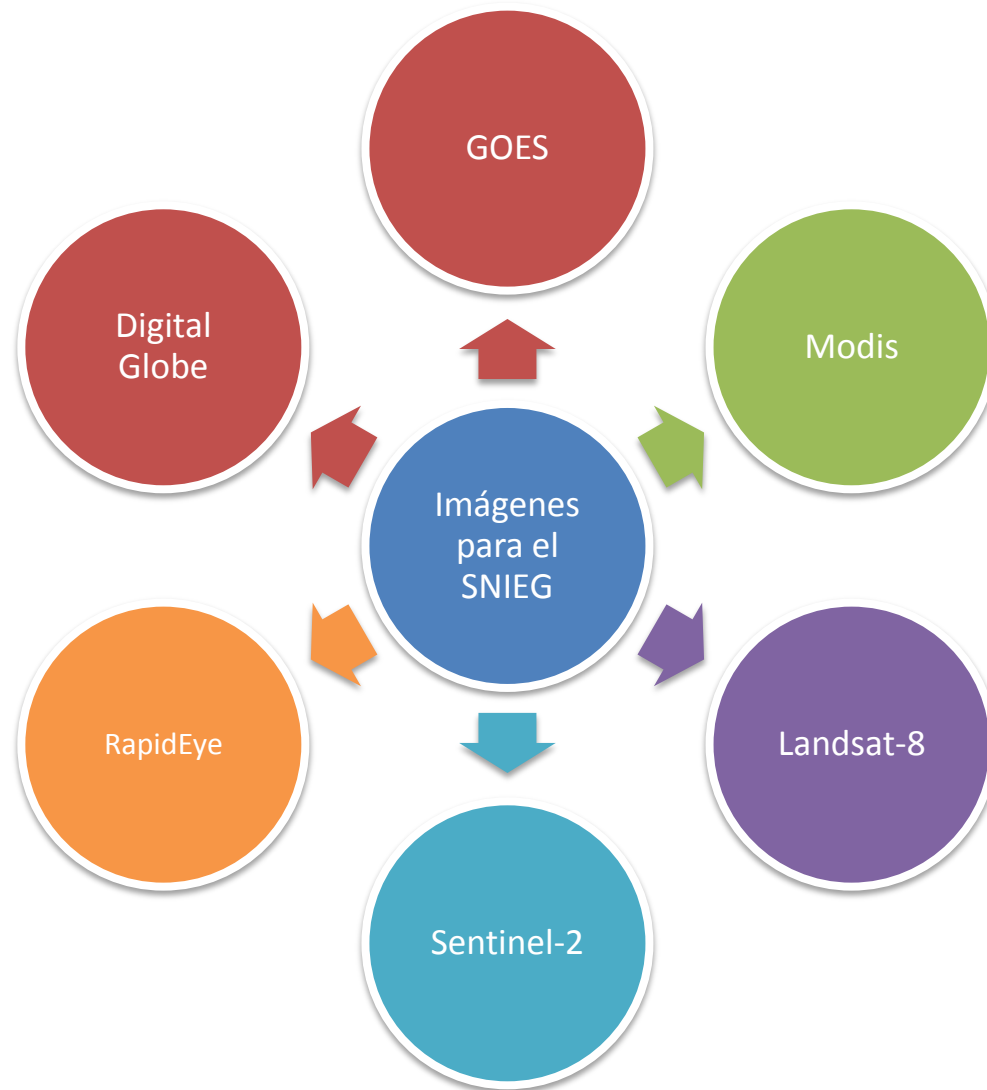 GOES
Digital
Globe
Modis
Imágenes
para el
SNIEG
RapidEye
Landsat-8
Sentinel-2